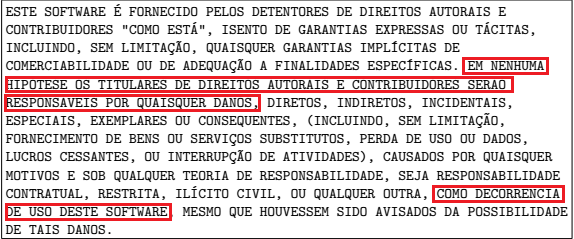 ESTE SOFTWARE É FORNECIDO PELOS DETENTORES DE DIREITOS AUTORAIS E
CONTRIBUIDORES "COMO ESTÁ", ISENTO DE GARANTIAS EXPRESSAS OU TÁCITAS,
INCLUINDO, SEM LIMITAÇÃO, QUAISQUER GARANTIAS IMPLÍCITAS DE
COMERCIABILIDADE OU DE ADEQUAÇÃO A FINALIDADES ESPECÍFICAS. EM NENHUMA
HIPOTESE OS TITULARES DE DIREITOS AUTORAIS E CONTRIBUIDORES SERAO
RESPONSAVEIS POR QUAISQUER DANOS, DIRETOS, INDIRETOS, INCIDENTAIS,
ESPECIAIS, EXEMPLARES OU CONSEQUENTES, (INCLUINDO, SEM LIMITAÇÃO,
FORNECIMENTO DE BENS OU SERVIÇOS SUBSTITUTOS, PERDA DE USO OU DADOS,
LUCROS CESSANTES, OU INTERRUPÇÃO DE ATIVIDADES), CAUSADOS POR QUAISQUER
MOTIVOS E SOB QUALQUER TEORIA DE RESPONSABILIDADE, SEJA RESPONSABILIDADE
CONTRATUAL, RESTRITA, ILÍCITO CIVIL, OU QUALQUER OUTRA, COMO DECORRENCIA
DE USO DESTE SOFTWARE, MESMO QUE HOUVESSEM SIDO AVISADOS DA POSSIBILIDADE
DE TAIS DANOS.